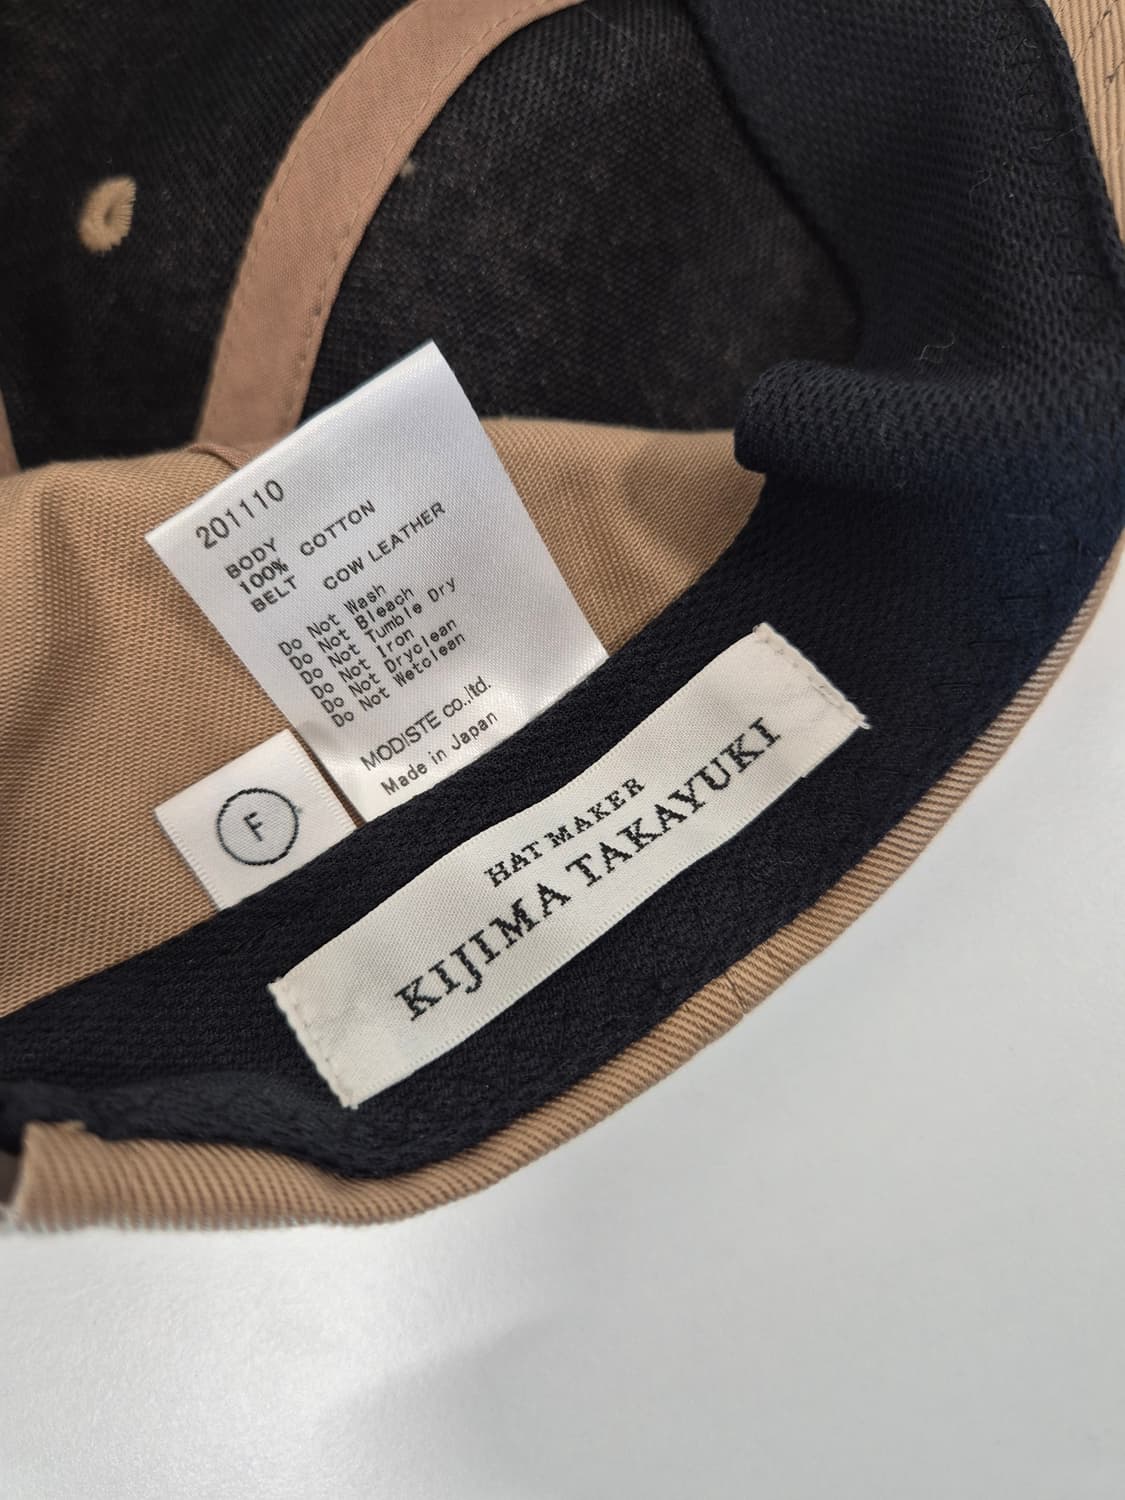 201110
BODY
100% COTTON
BELT COW LEATHER
Do Not Wash
Do Not Bleach
Do Not Tumble Dry
Do Not Iron
Do Not Dryclean
Do Not Wetclean
MODISTE co.,ltd.
Made in Japan
F
HAT MAKER
KIJIMA TAKAYUKI